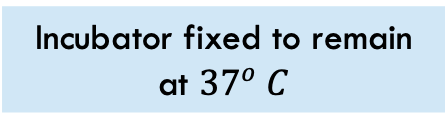 Incubator fixed to remain
at 37° C